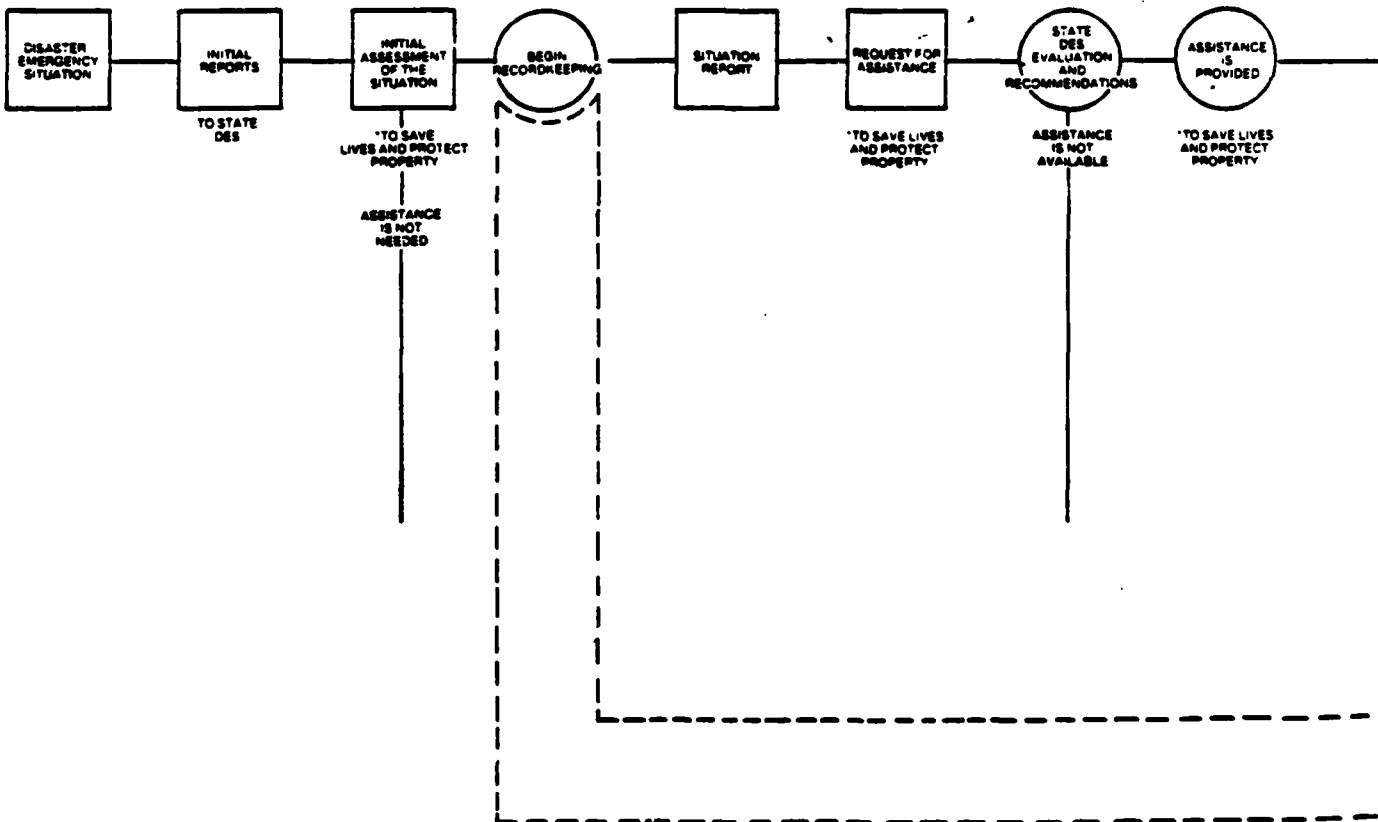 DISASTER
EMERGENCY
SITUATION
INITIAL
REPORTS
TO STATE
DES
INITIAL
ASSESSMENT
OF THE
SITUATION
*TO SAVE
LIVES AND PROTECT
PROPERTY
ASSISTANCE
IS NOT
NEEDED
BEGIN
RECORDKEEPING
SITUATION
REPORT
REQUEST FOR
ASSISTANCE
*TO SAVE LIVES
AND PROTECT
PROPERTY
STATE
DES
EVALUATION
AND
RECOMMENDATIONS
ASSISTANCE
IS NOT
AVAILABLE
ASSISTANCE
IS
PROVIDED
*TO SAVE LIVES
AND PROTECT
PROPERTY